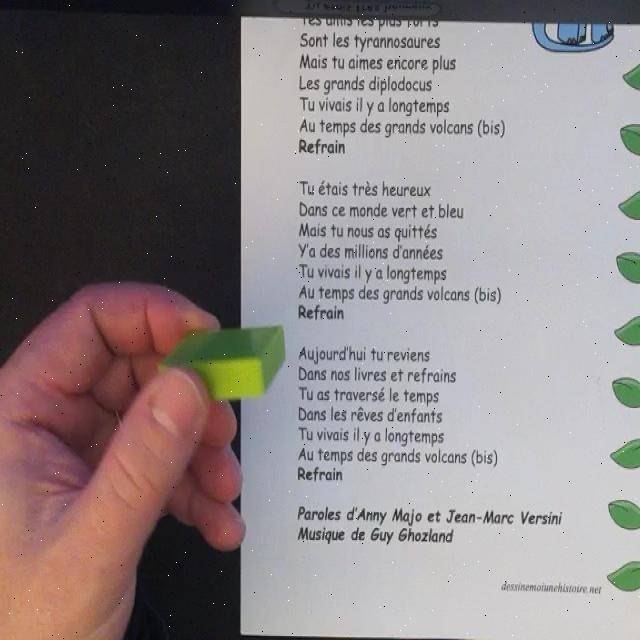 Tes amis les plus forts
Sont les tyrannosaures
Mais tu aimes encore plus
Les grands diplodocus
Tu vivais il y a longtemps
Au temps des grands volcans (bis)
Refrain
Tu étais très heureux
Dans ce monde vert et bleu
Mais tu nous as quittés
Y'a des millions d'années
Tu vivais il y a longtemps
Au temps des grands volcans (bis)
Refrain
Aujourd'hui tu reviens
Dans nos livres et refrains
Tu as traversé le temps
Dans les rêves d'enfants
Tu vivais il y a longtemps
Au temps des grands volcans (bis)
Refrain
Paroles d'Anny Majo et Jean-Marc Versini
Musique de Guy Ghozland
dessinemoiunehistoire.net